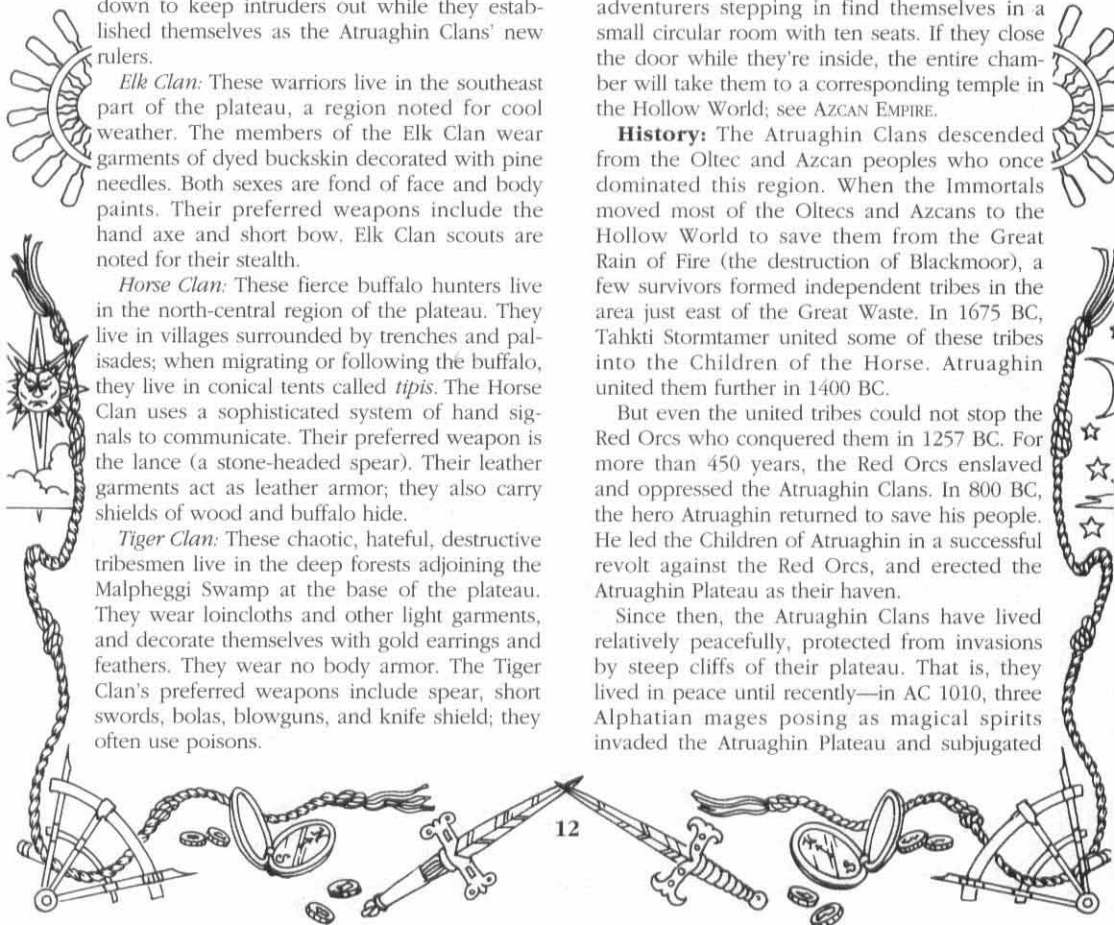 down to keep intruders out while they estab-
lished themselves as the Atruaghin Clans' new
rulers.
Elk Clan: These warriors live in the southeast
part of the plateau, a region noted for cool
weather. The members of the Elk Clan wear
garments of dyed buckskin decorated with pine
needles. Both sexes are fond of face and body
paints. Their preferred weapons include the
hand axe and short bow. Elk Clan scouts are
noted for their stealth.
Horse Clan: These fierce buffalo hunters live
in the north-central region of the plateau. They
live in villages surrounded by trenches and pal-
isades; when migrating or following the buffalo,
they live in conical tents called tipis. The Horse
Clan uses a sophisticated system of hand sig-
nals to communicate. Their preferred weapon is
the lance (a stone-headed spear). Their leather
garments act as leather armor; they also carry
shields of wood and buffalo hide.
Tiger Clan: These chaotic, hateful, destructive
tribesmen live in the deep forests adjoining the
Malpheggi Swamp at the base of the plateau.
They wear loincloths and other light garments,
and decorate themselves with gold earrings and
feathers. They wear no body armor. The Tiger
Clan's preferred weapons include spear, short
swords, bolas, blowguns, and knife shield; they
often use poisons.
adventurers stepping in find themselves in a
small circular room with ten seats. If they close
the door while they're inside, the entire cham-
ber will take them to a corresponding temple in
the Hollow World; see AZCAN EMPIRE.
History: The Atruaghin Clans descended
from the Oltec and Azcan peoples who once
dominated this region. When the Immortals
moved most of the Oltecs and Azcans to the
Hollow World to save them from the Great
Rain of Fire (the destruction of Blackmoor), a
few survivors formed independent tribes in the
area just east of the Great Waste. In 1675 BC,
Tahkti Stormtamer united some of these tribes
into the Children of the Horse. Atruaghin
united them further in 1400 BC.
But even the united tribes could not stop the
Red Orcs who conquered them in 1257 BC. For
more than 450 years, the Red Orcs enslaved
and oppressed the Atruaghin Clans. In 800 BC,
the hero Atruaghin returned to save his people.
He led the Children of Atruaghin in a successful
revolt against the Red Orcs, and erected the
Atruaghin Plateau as their haven.
Since then, the Atruaghin Clans have lived
relatively peacefully, protected from invasions
by steep cliffs of their plateau. That is, they
lived in peace until recently—in AC 1010, three
Alphatian mages posing as magical spirits
invaded the Atruaghin Plateau and subjugated
12